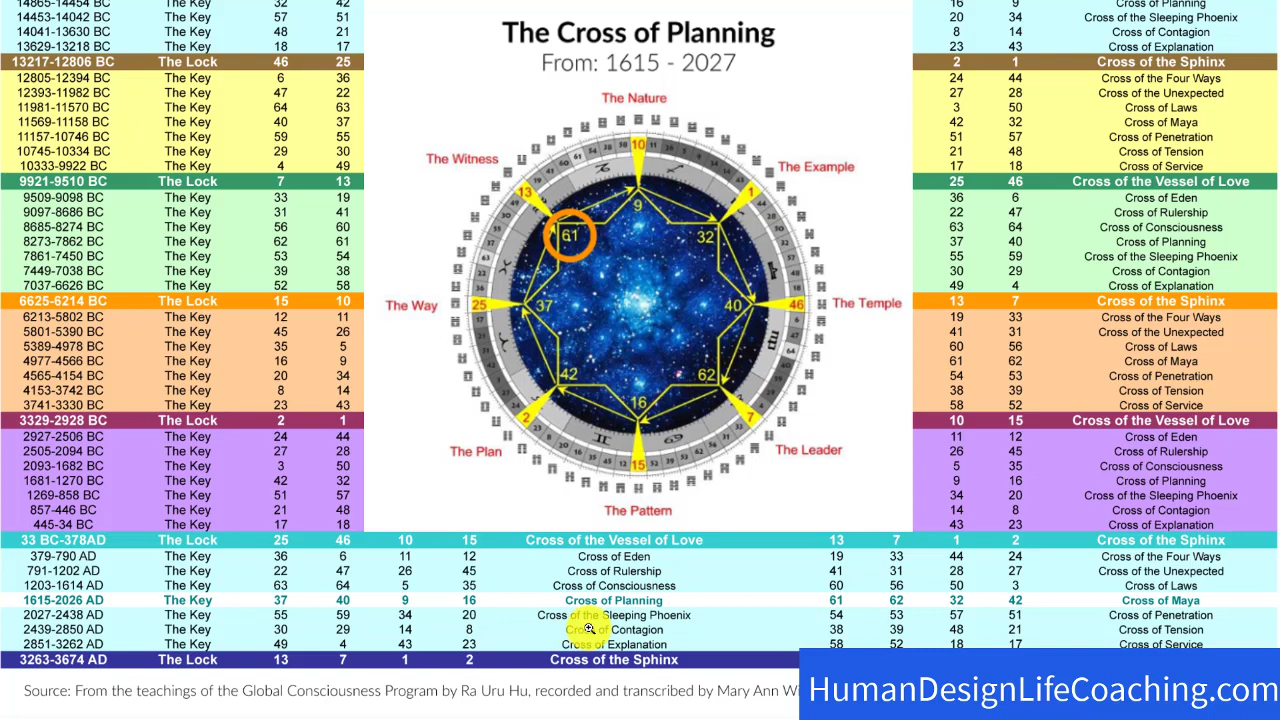 14865-14454 BC The Key 32 42
14453-14042 BC The Key 57 51
14041-13630 BC The Key 48 21
13629-13218 BC The Key 18 17
13217-12806 BC The Lock 46 25
12805-12394 BC The Key 6 36
12393-11982 BC The Key 47 22
11981-11570 BC The Key 64 63
11569-11158 BC The Key 40 37
11157-10746 BC The Key 59 55
10745-10334 BC The Key 29 30
10333-9922 BC The Key 4 49
9921-9510 BC The Lock 7 13
9509-9098 BC The Key 33 19
9097-8686 BC The Key 31 41
8685-8274 BC The Key 56 60
8273-7862 BC The Key 62 61
7861-7450 BC The Key 53 54
7449-7038 BC The Key 39 38
7037-6626 BC The Key 52 58
6625-6214 BC The Lock 15 10
6213-5802 BC The Key 12 11
5801-5390 BC The Key 45 26
5389-4978 BC The Key 35 5
4977-4566 BC The Key 16 9
4565-4154 BC The Key 20 34
4153-3742 BC The Key 8 14
3741-3330 BC The Key 23 43
3329-2928 BC The Lock 2 1
2927-2506 BC The Key 24 44
2505-2094 BC The Key 27 28
2093-1682 BC The Key 3 50
1681-1270 BC The Key 42 32
1269-858 BC The Key 51 57
857-446 BC The Key 21 48
445-34 BC The Key 17 18
The Cross of Planning
From: 1615 - 2027
The Nature
The Witness
The Example
The Way
The Temple
The Plan
The Leader
The Pattern
10
13
1
9
61
32
25
37
40
46
42
62
16
2
7
15
16 9 Cross of Planning
20 34 Cross of the Sleeping Phoenix
8 14 Cross of Contagion
23 43 Cross of Explanation
2 1 Cross of the Sphinx
24 44 Cross of the Four Ways
27 28 Cross of the Unexpected
3 50 Cross of Laws
42 32 Cross of Maya
51 57 Cross of Penetration
21 48 Cross of Tension
17 18 Cross of Service
25 46 Cross of the Vessel of Love
36 6 Cross of Eden
22 47 Cross of Rulership
63 64 Cross of Consciousness
37 40 Cross of Planning
55 59 Cross of the Sleeping Phoenix
30 29 Cross of Contagion
49 4 Cross of Explanation
13 7 Cross of the Sphinx
19 33 Cross of the Four Ways
41 31 Cross of the Unexpected
60 56 Cross of Laws
61 62 Cross of Maya
54 53 Cross of Penetration
38 39 Cross of Tension
58 52 Cross of Service
10 15 Cross of the Vessel of Love
11 12 Cross of Eden
26 45 Cross of Rulership
5 35 Cross of Consciousness
9 16 Cross of Planning
34 20 Cross of the Sleeping Phoenix
14 8 Cross of Contagion
43 23 Cross of Explanation
33 BC-378AD The Lock 25 46 10 15 Cross of the Vessel of Love 13 7 1 2 Cross of the Sphinx
379-790 AD The Key 36 6 11 12 Cross of Eden 19 33 44 24 Cross of the Four Ways
791-1202 AD The Key 22 47 26 45 Cross of Rulership 41 31 28 27 Cross of the Unexpected
1203-1614 AD The Key 63 64 5 35 Cross of Consciousness 60 56 50 3 Cross of Laws
1615-2026 AD The Key 37 40 9 16 Cross of Planning 61 62 32 42 Cross of Maya
2027-2438 AD The Key 55 59 34 20 Cross of the Sleeping Phoenix 54 53 57 51 Cross of Penetration
2439-2850 AD The Key 30 29 14 8 Cross of Contagion 38 39 48 21 Cross of Tension
2851-3262 AD The Key 49 4 43 23 Cross of Explanation 58 52 18 17 Cross of Service
3263-3674 AD The Lock 13 7 1 2 Cross of the Sphinx
Source: From the teachings of the Global Consciousness Program by Ra Uru Hu, recorded and transcribed by Mary Ann
HumanDesignLifeCoaching.com